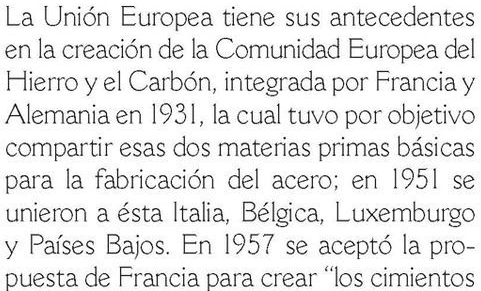 La Unión Europea tiene sus antecedentes
en la creación de la Comunidad Europea del
Hierro y el Carbón, integrada por Francia y
Alemania en 1931, la cual tuvo por objetivo
compartir esas dos materias primas básicas
para la fabricación del acero; en 1951 se
unieron a ésta Italia, Bélgica, Luxemburgo
y Países Bajos. En 1957 se aceptó la pro-
puesta de Francia para crear “los cimientos